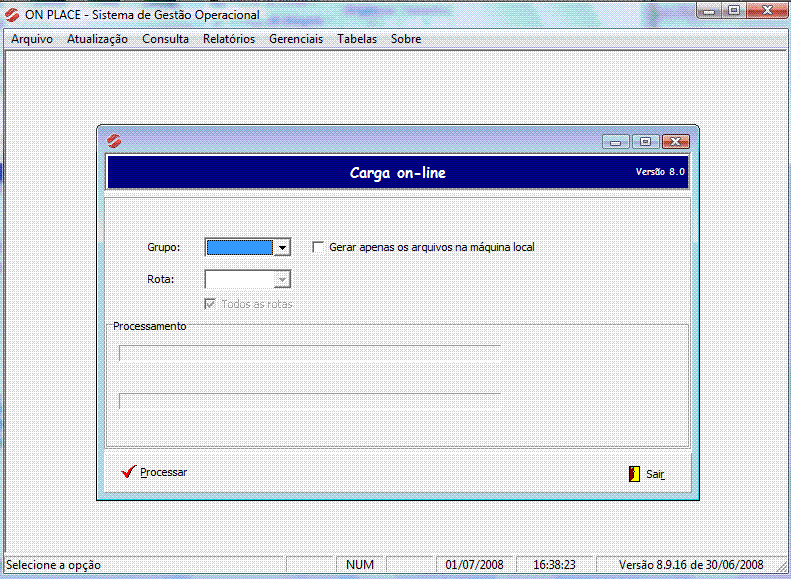 ON PLACE - Sistema de Gestão Operacional
Arquivo Atualização Consulta Relatórios Gerenciais Tabelas Sobre
Carga on-line
Versão 8.0
Grupo:
Gerar apenas os arquivos na máquina local
Rota:
Todos as rotas
Processamento
Processar
Sair
Selecione a opção
NUM
01/07/2008
16:38:23
Versão 8.9.16 de 30/06/2008